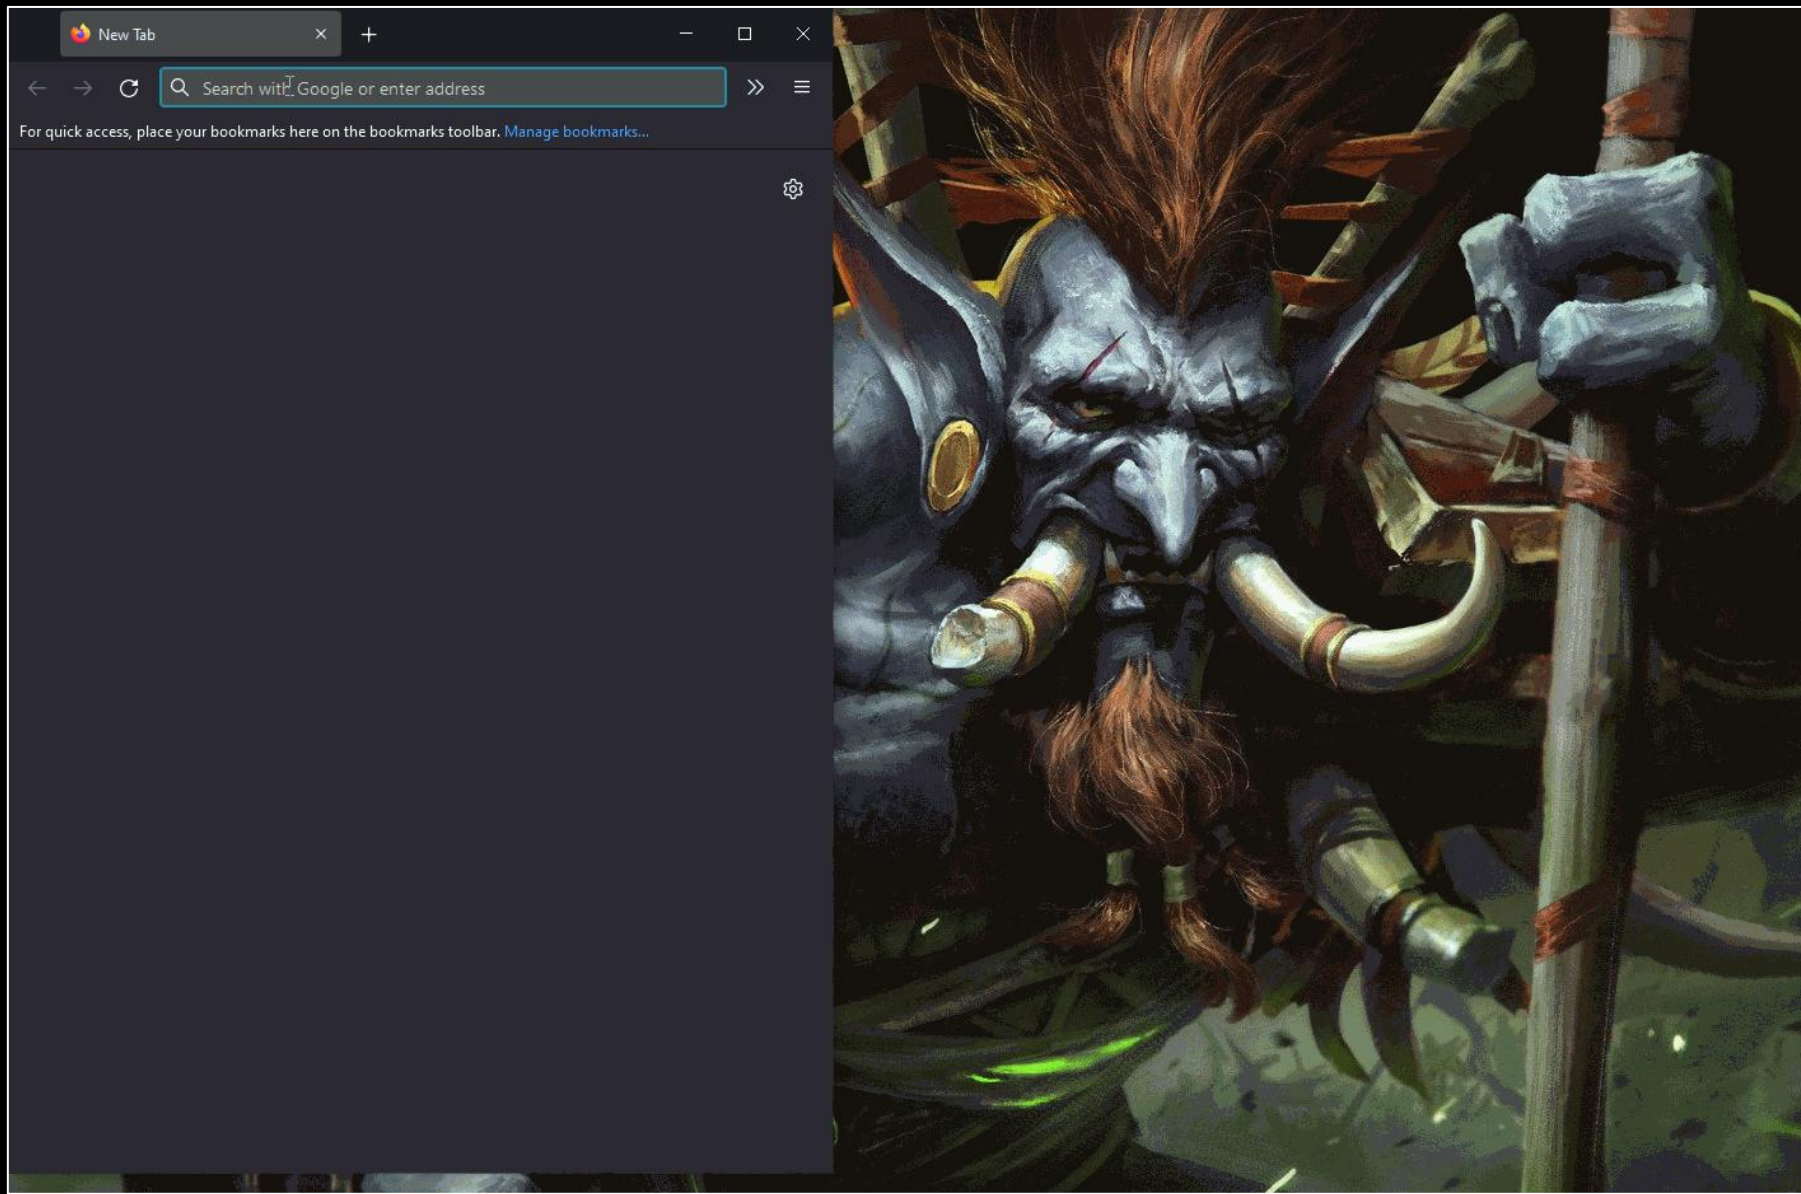 New Tab
Search with Google or enter address
For quick access, place your bookmarks here on the bookmarks toolbar. Manage bookmarks...